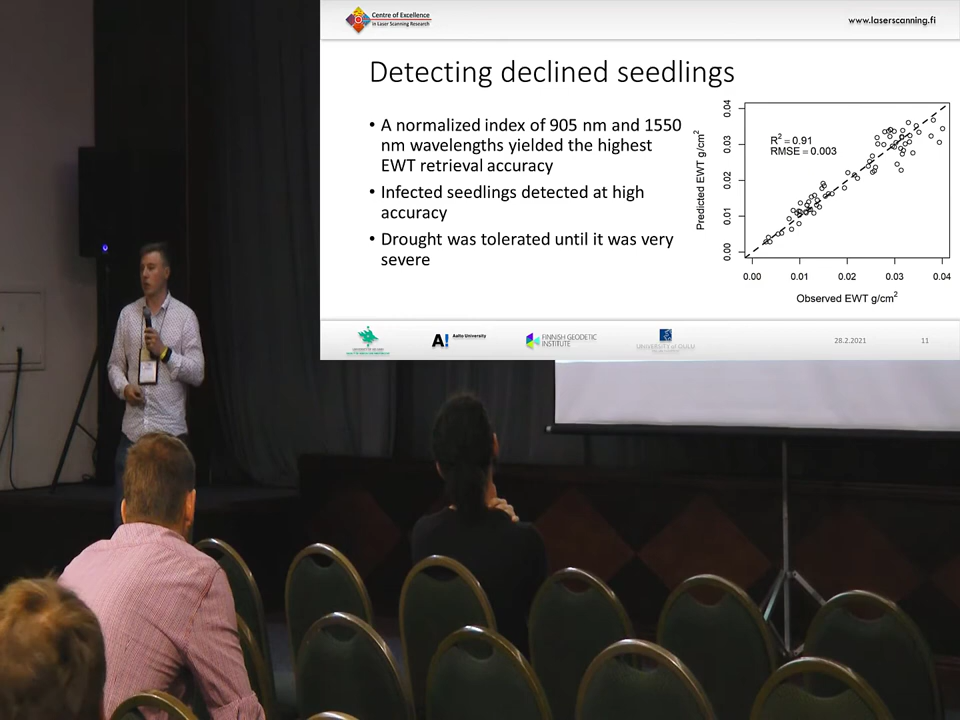 Centre of Excellence
in Laser Scanning Research
www.laserscanning.fi
Detecting declined seedlings
• A normalized index of 905 nm and 1550
nm wavelengths yielded the highest
EWT retrieval accuracy
• Infected seedlings detected at high
accuracy
• Drought was tolerated until it was very
severe
R² = 0.91
RMSE = 0.003
Predicted EWT g/cm²
0.04
0.03
0.02
0.01
0.00
0.00 0.01 0.02 0.03 0.04
Observed EWT g/cm²
A! Aalto University
FINNISH GEODETIC
INSTITUTE
UNIVERSITY of OULU
28.2.2021
11